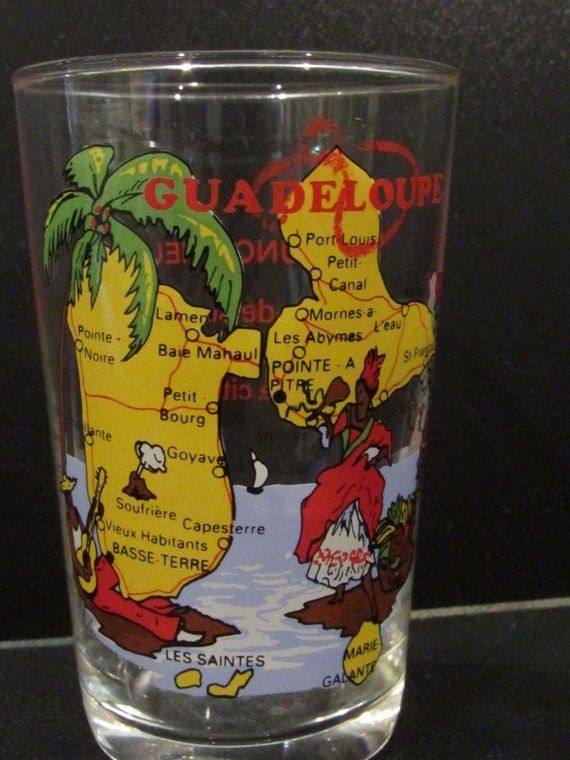 GUADELOUPE
Port Louis
Petit-
Canal
Lamen
Mornes-a-
L'eau
Pointe -
Noire
Baie Mahaul
Les Abymes
St-Franç
POINTE - A
PITRE
Petit -
Bourg
Goyave
Soufrière
Vieux Habitants
Capesterre
BASSE-TERRE
LES SAINTES
MARIE-
GALANTE